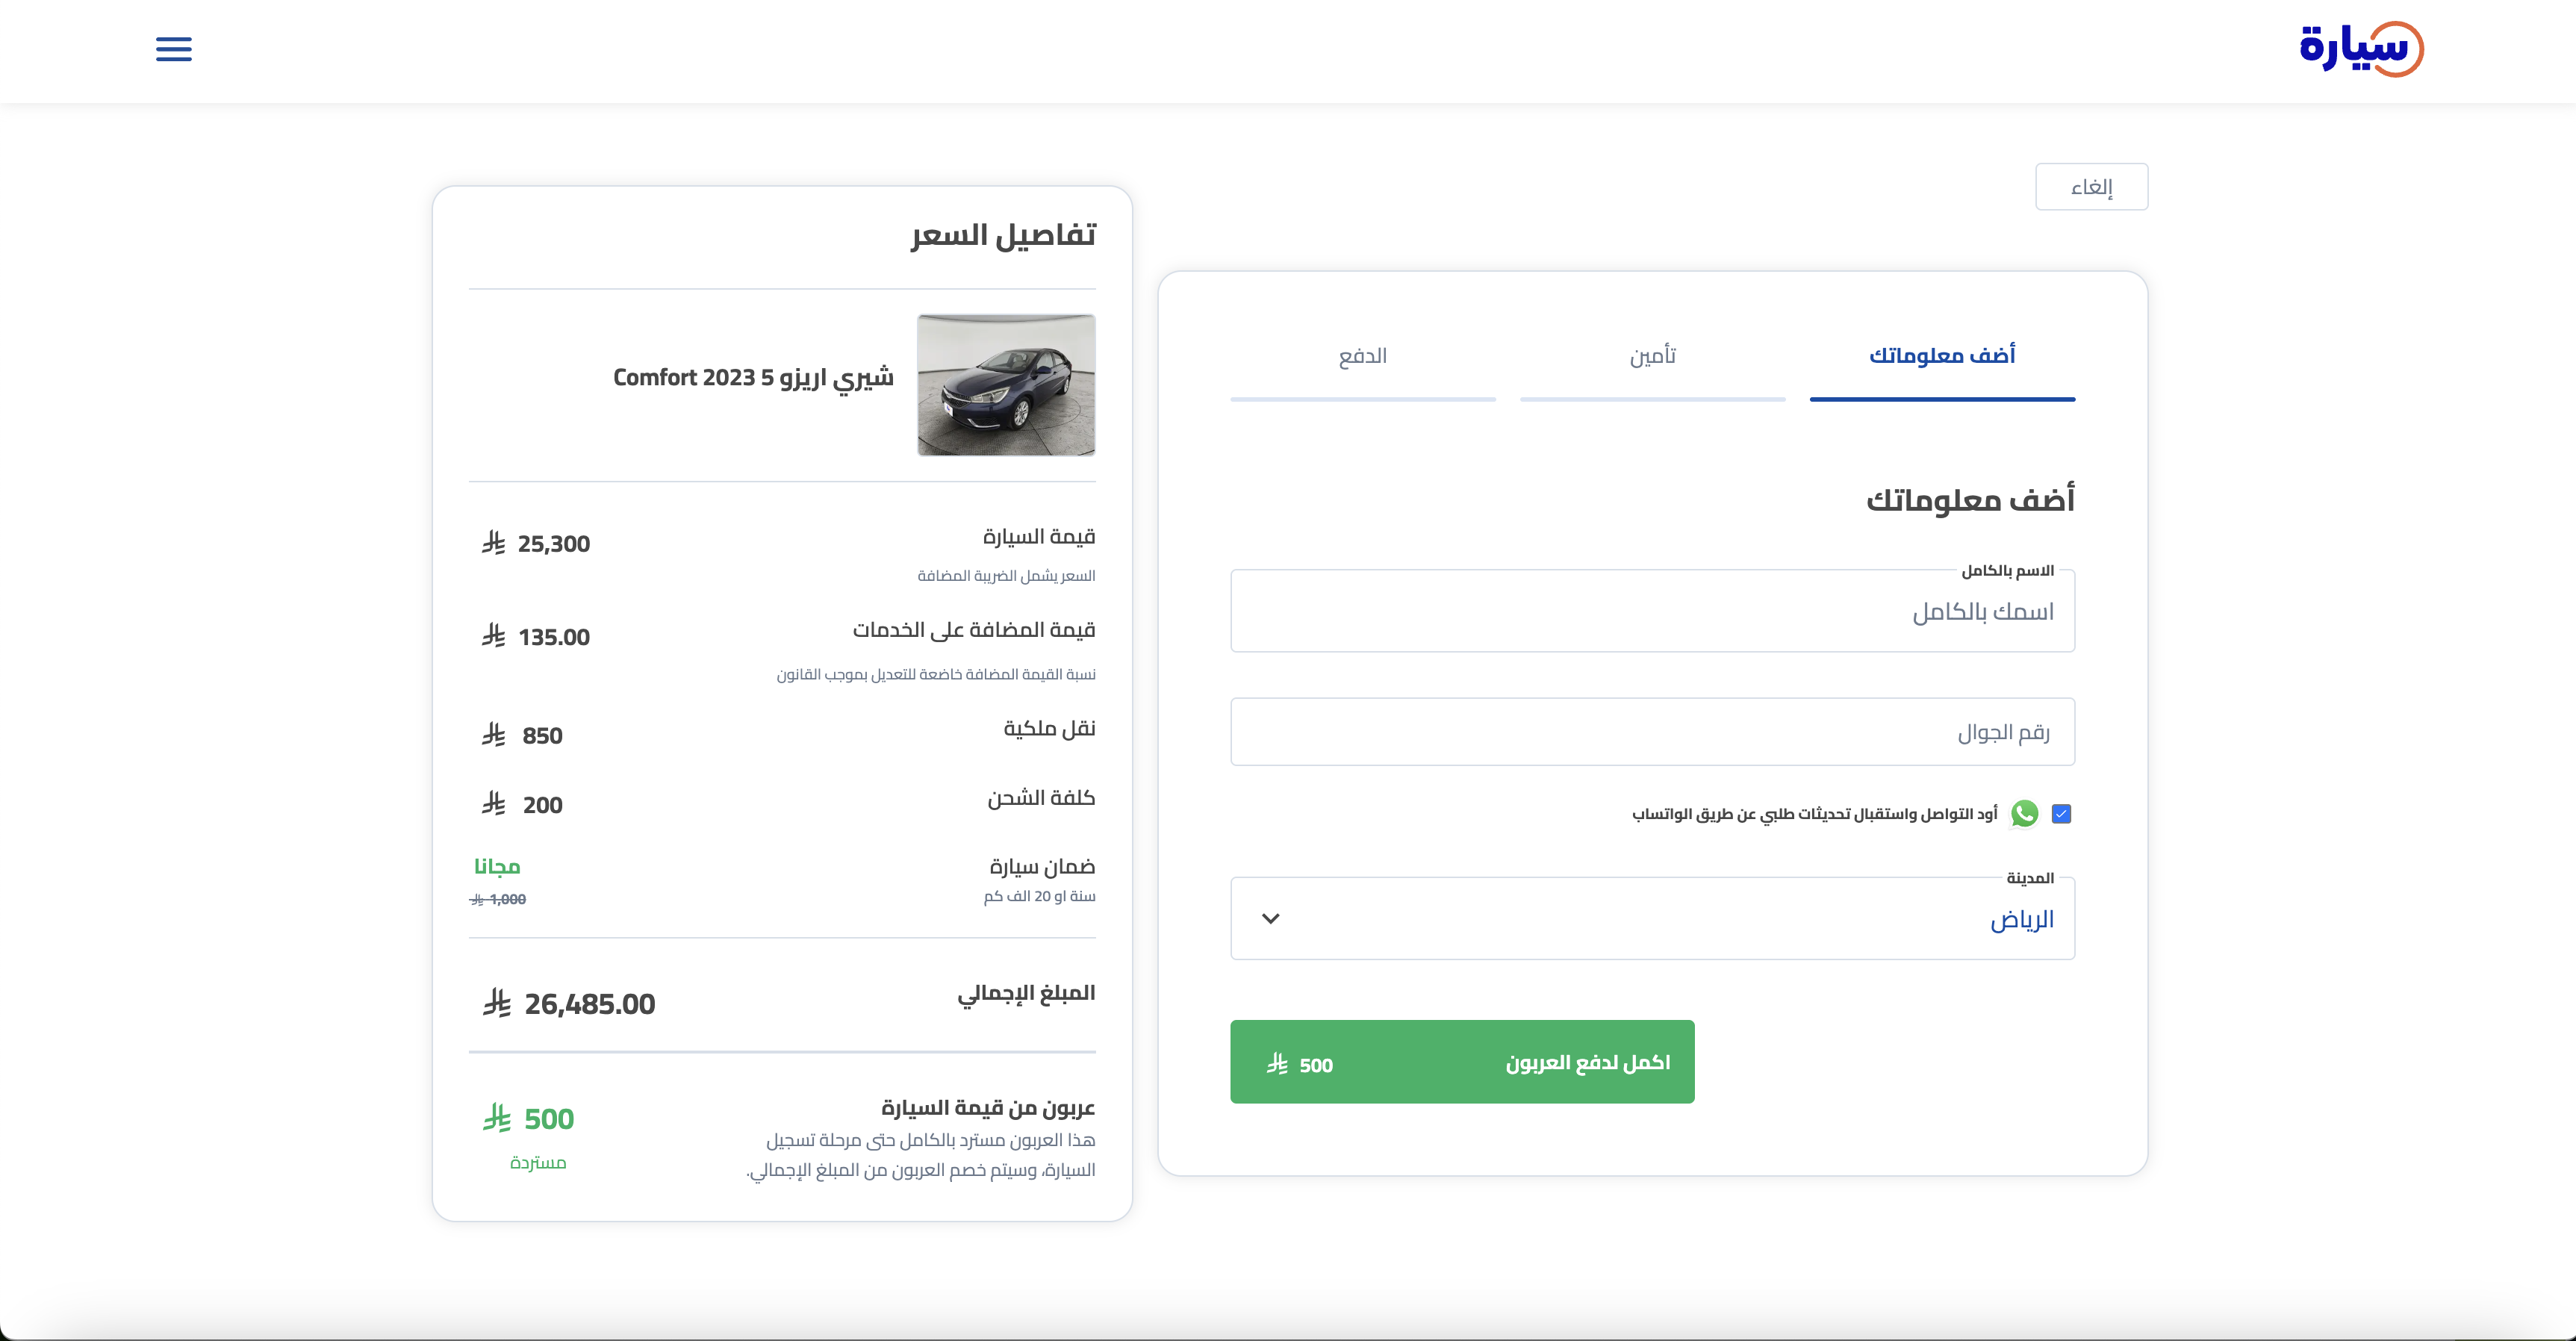 سيارة
إلغاء
أضف معلوماتك
تأمين
الدفع
أضف معلوماتك
الاسم بالكامل
اسمك بالكامل
رقم الجوال
أود التواصل واستقبال تحديثات طلبي عن طريق الواتساب
المدينة
الرياض
اكمل لدفع العربون 500
تفاصيل السعر
شيري اريزو 5 Comfort 2023
قيمة السيارة 25,300
السعر يشمل الضريبة المضافة
قيمة المضافة على الخدمات 135.00
نسبة القيمة المضافة خاضعة للتعديل بموجب القانون
نقل ملكية 850
كلفة الشحن 200
ضمان سيارة مجانا
سنة او 20 الف كم 1,000
المبلغ الإجمالي 26,485.00
عربون من قيمة السيارة 500
هذا العربون مسترد بالكامل حتى مرحلة تسجيل
السيارة، وسيتم خصم العربون من المبلغ الإجمالي.
مستردة